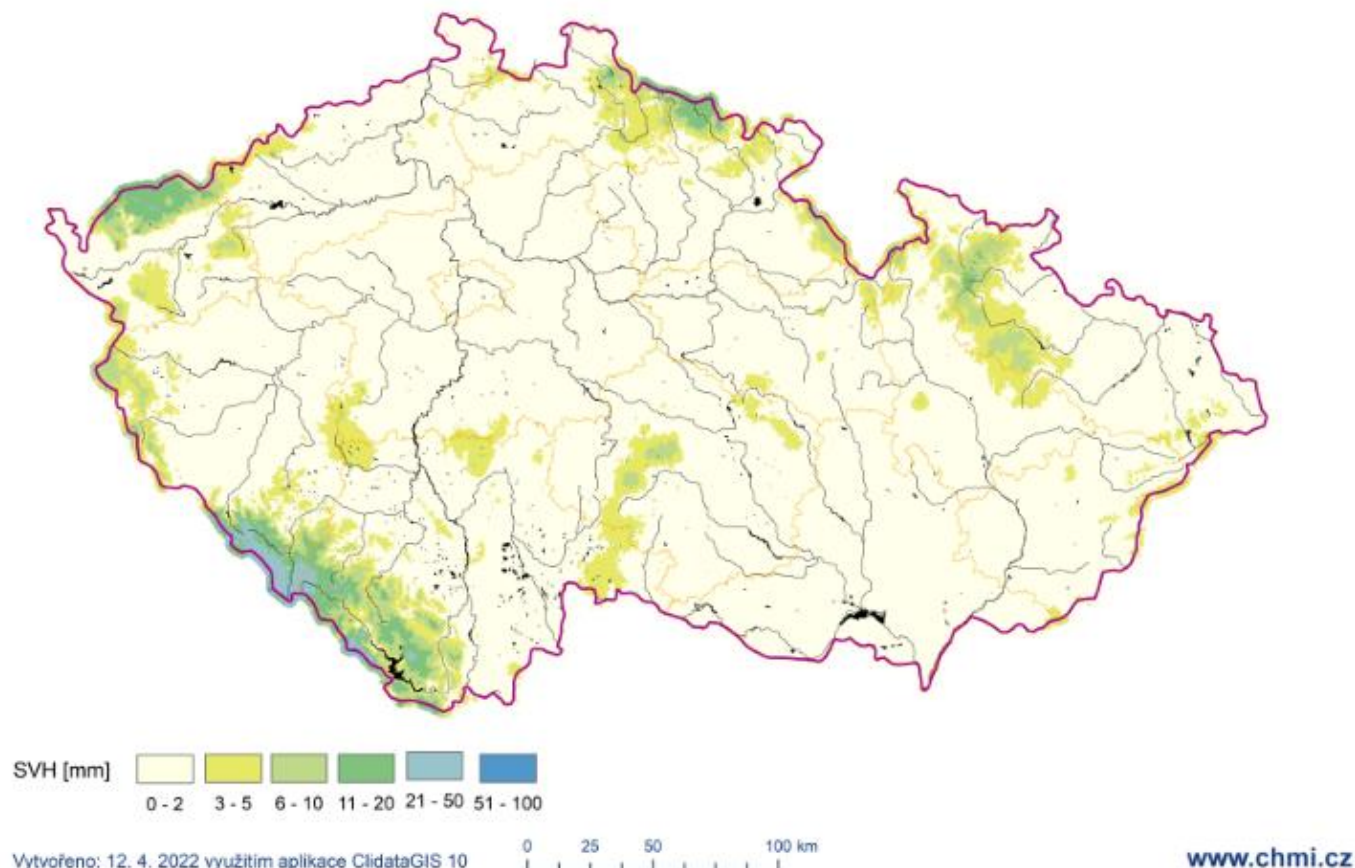 SVH [mm]
0 - 2 3 - 5 6 - 10 11 - 20 21 - 50 51 - 100
0 25 50 100 km
Vytvořeno: 12. 4. 2022 využitím aplikace ClidataGIS 10
www.chmi.cz